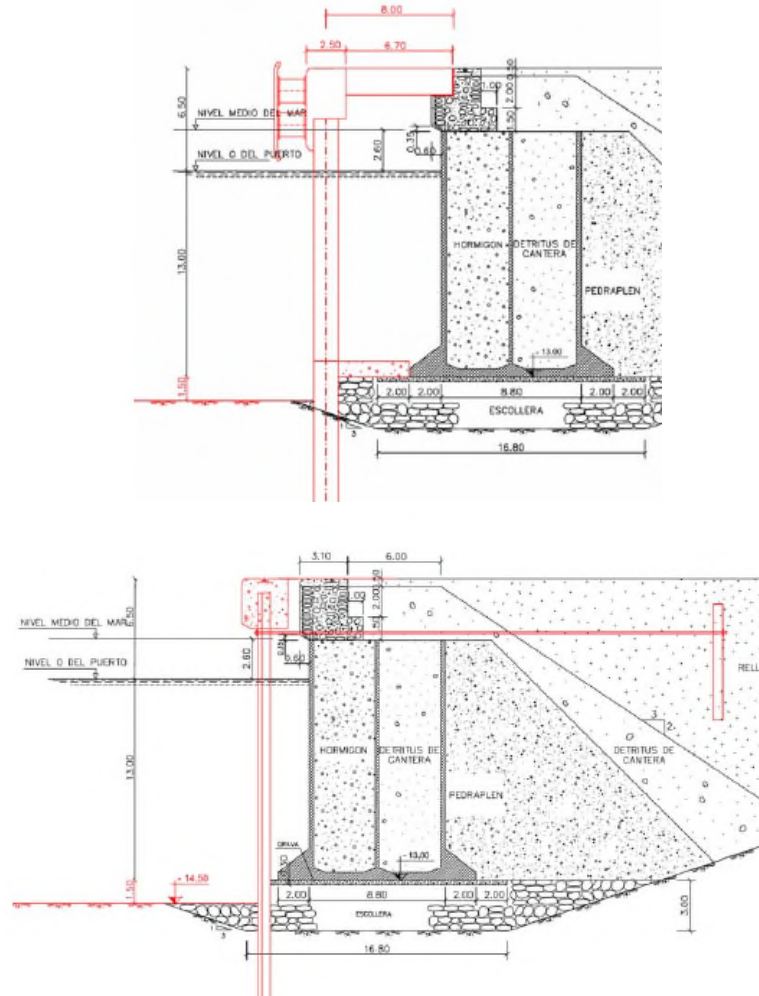 8.00
2.50
6.70
6.50
NIVEL MEDIO DEL MAR
NIVEL 0 DEL PUERTO
0.50
1.00
2.00
1.50
0.35
0.60
2.60
HORMIGON
DETRITUS DE
CANTERA
PEDRAPLEN
13.00
- 13.00
1.50
2.00
2.00
8.80
2.00
2.00
ESCOLLERA
3
16.80
3.10
6.00
0.50
6.50
1.00
2.00
NIVEL MEDIO DEL MAR
NIVEL 0 DEL PUERTO
2.60
0.60
RELL
3
2
HORMIGON
DETRITUS DE
CANTERA
DETRITUS DE
CANTERA
PEDRAPLEN
13.00
- 13.00
- 14.50
1.50
2.00
8.80
2.00
2.00
ESCOLLERA
3.00
3
16.80